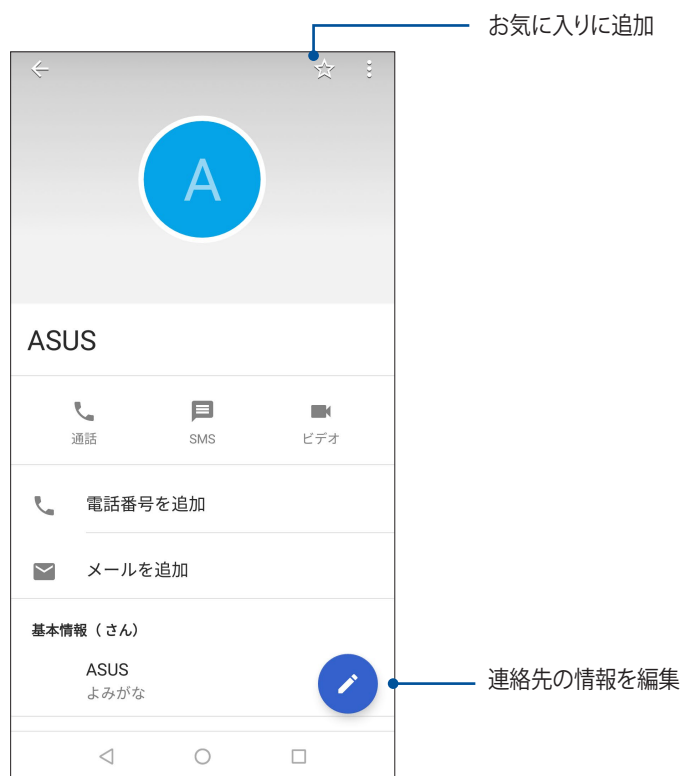 お気に入りに追加
A
ASUS
通話 SMS ビデオ
電話番号を追加
メールを追加
基本情報（ さん）
ASUS
よみがな
連絡先の情報を編集